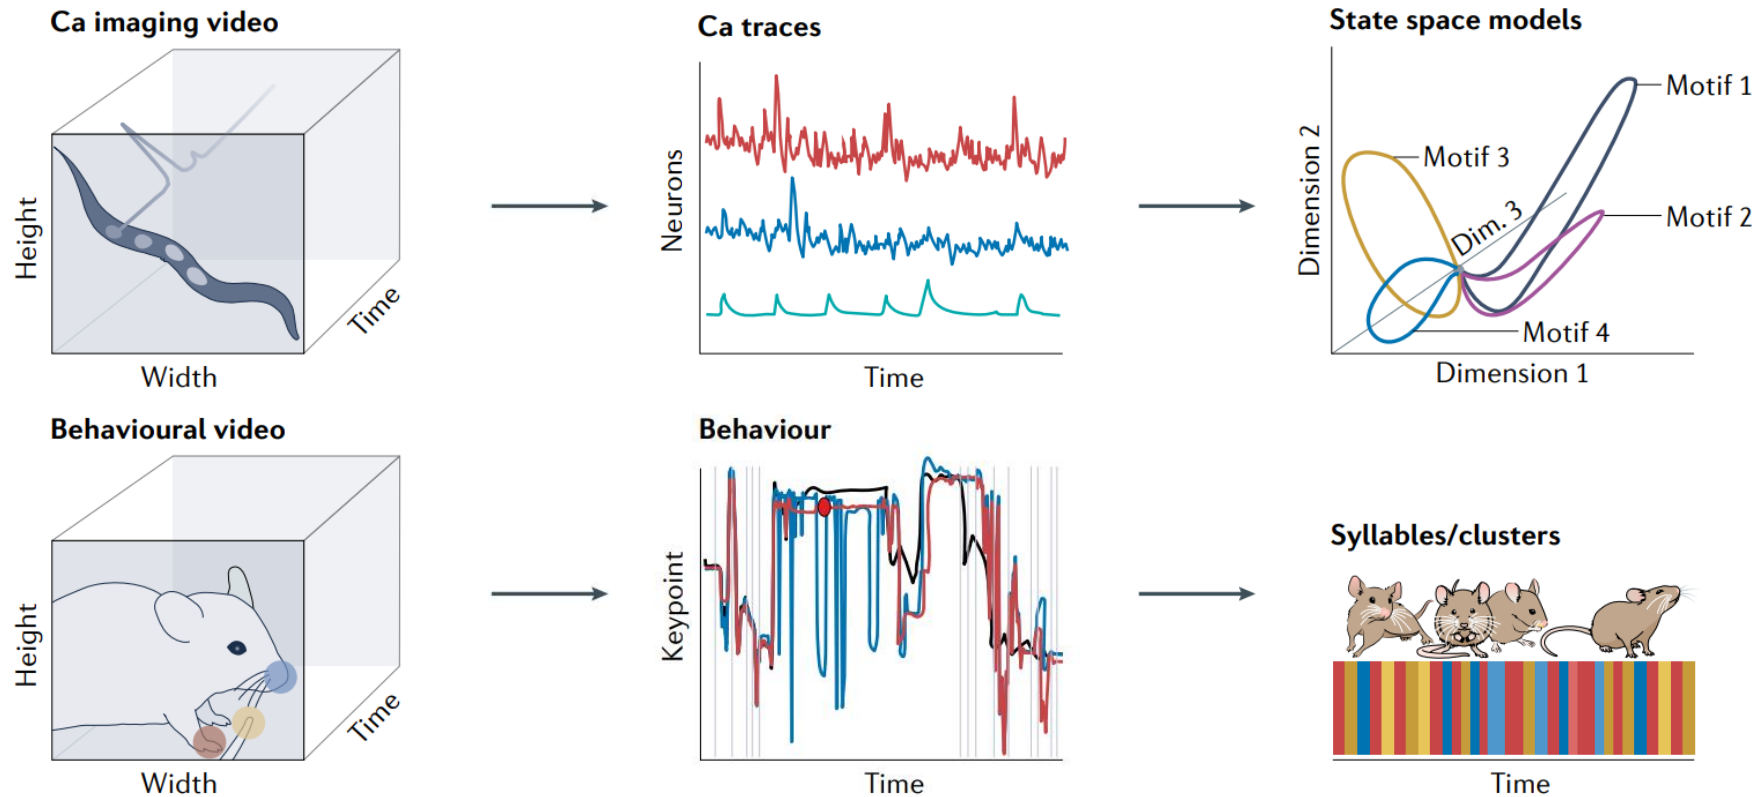 Ca imaging video
Height
Width
Time
Ca traces
Neurons
Time
State space models
Dimension 2
Dimension 1
Dim. 3
Motif 1
Motif 3
Motif 2
Motif 4
Behavioural video
Height
Width
Time
Behaviour
Keypoint
Time
Syllables/clusters
Time